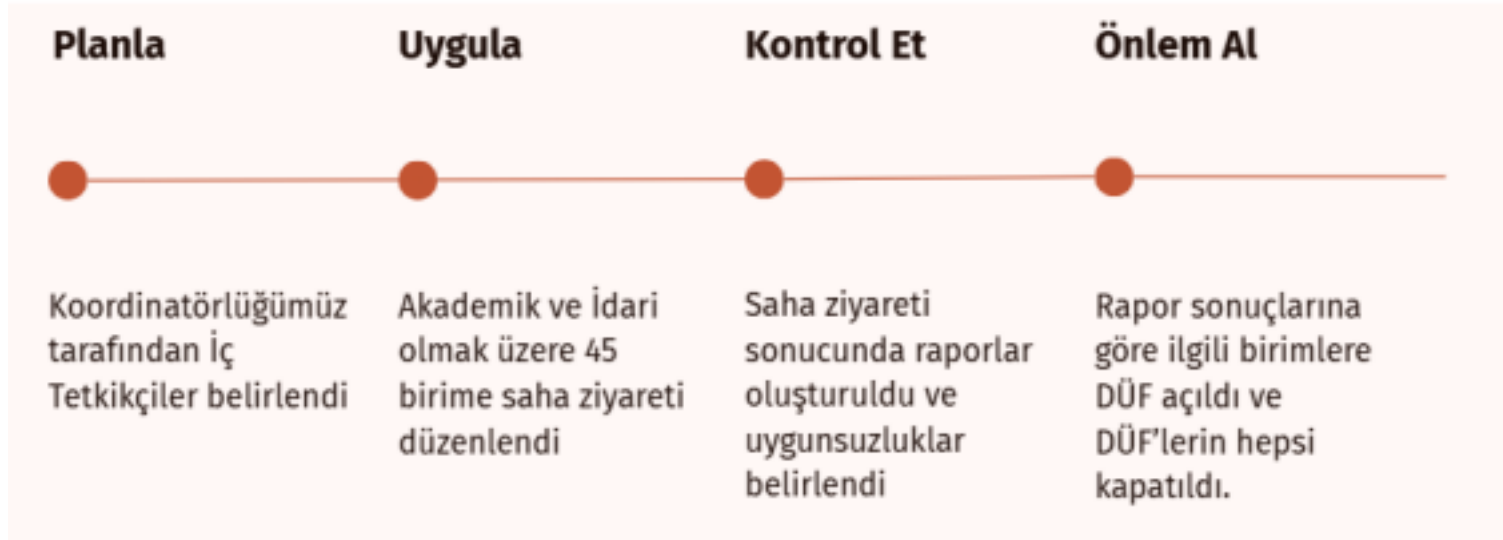 Planla
Koordinatörlüğümüz
tarafından İç
Tetkikçiler belirlendi
Uygula
Akademik ve İdari
olmak üzere 45
birime saha ziyareti
düzenlendi
Kontrol Et
Saha ziyareti
sonucunda raporlar
oluşturuldu ve
uygunsuzluklar
belirlendi
Önlem Al
Rapor sonuçlarına
göre ilgili birimlere
DÜF açıldı ve
DÜF’lerin hepsi
kapatıldı.